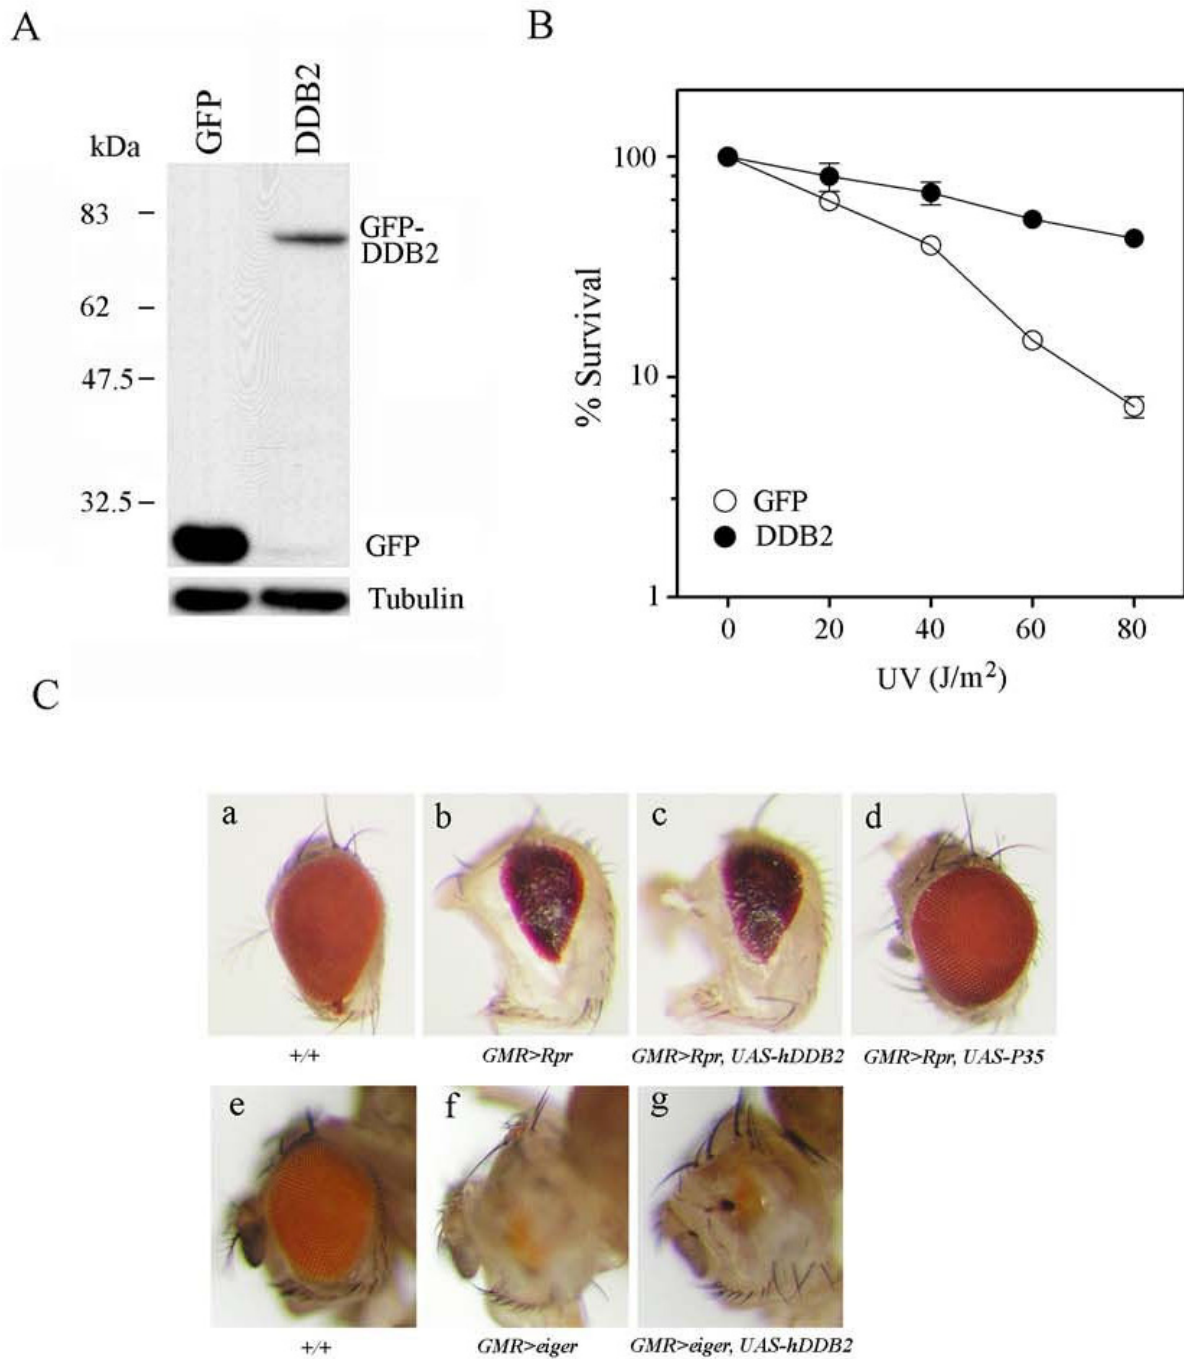 A
GFP
DDB2
kDa
83
62
47.5
32.5
GFP-
DDB2
GFP
Tubulin
B
% Survival
100
10
1
GFP
DDB2
0 20 40 60 80
UV (J/m²)
C
a b c d
+/+ GMR>Rpr GMR>Rpr, UAS-hDDB2 GMR>Rpr, UAS-P35
e f g
+/+ GMR>eiger GMR>eiger, UAS-hDDB2